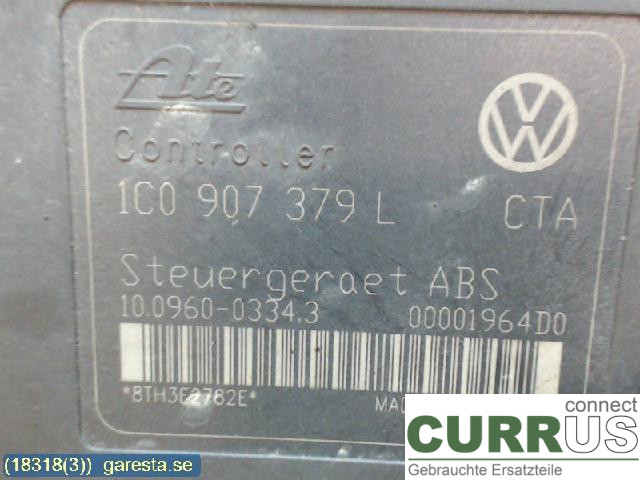 Ate
Controller
1C0 907 379 L CTA
Steuergeraet ABS
10.0960-0334.3 00001964D0
*8TH3E2782E* MAD
connect
CURRUS
Gebrauchte Ersatzteile
(18318(3)) garesta.se